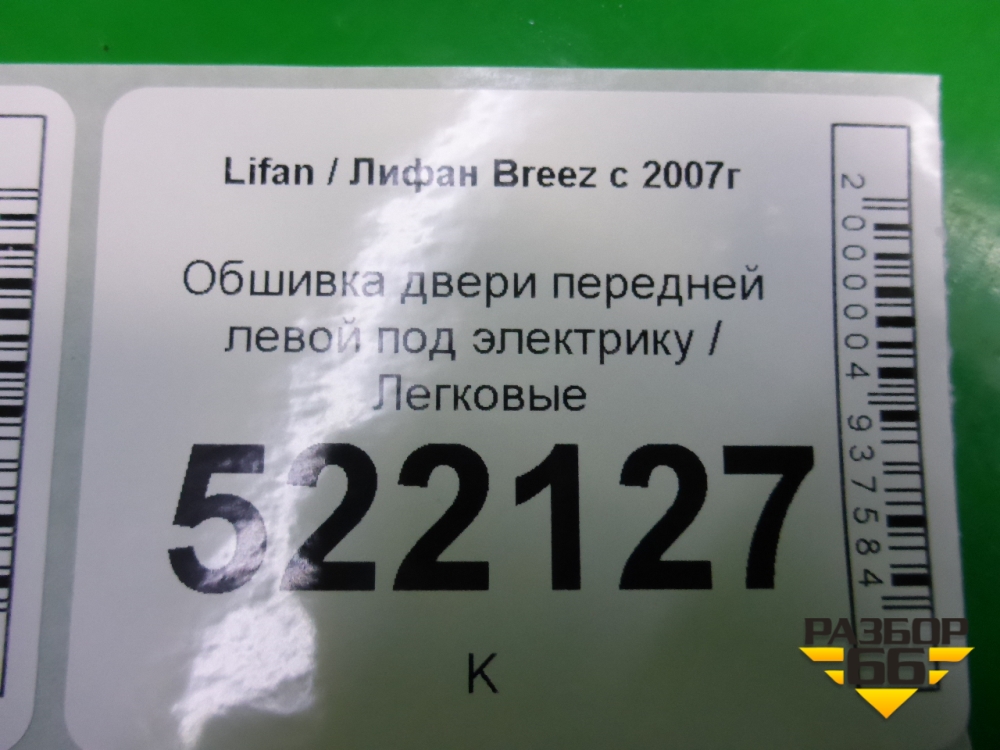 Lifan / Лифан Breez с 2007г
Обшивка двери передней
левой под электрику /
Легковые
522127
К
2000004937584
РАЗБОР
66